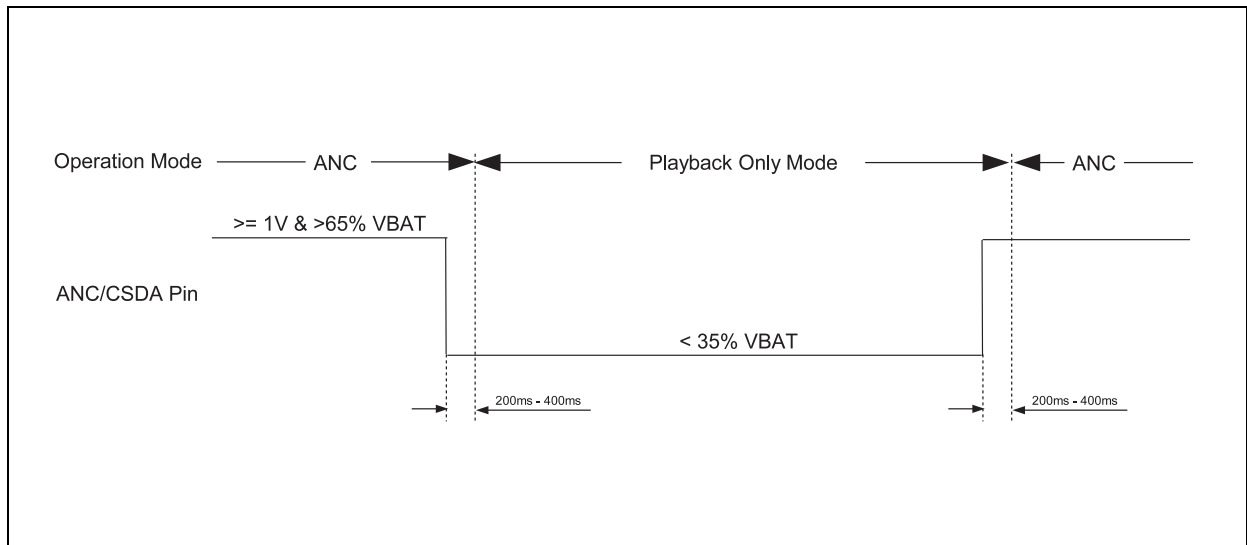 Operation Mode ANC Playback Only Mode ANC
>= 1V & >65% VBAT
ANC/CSDA Pin
< 35% VBAT
200ms - 400ms 200ms - 400ms